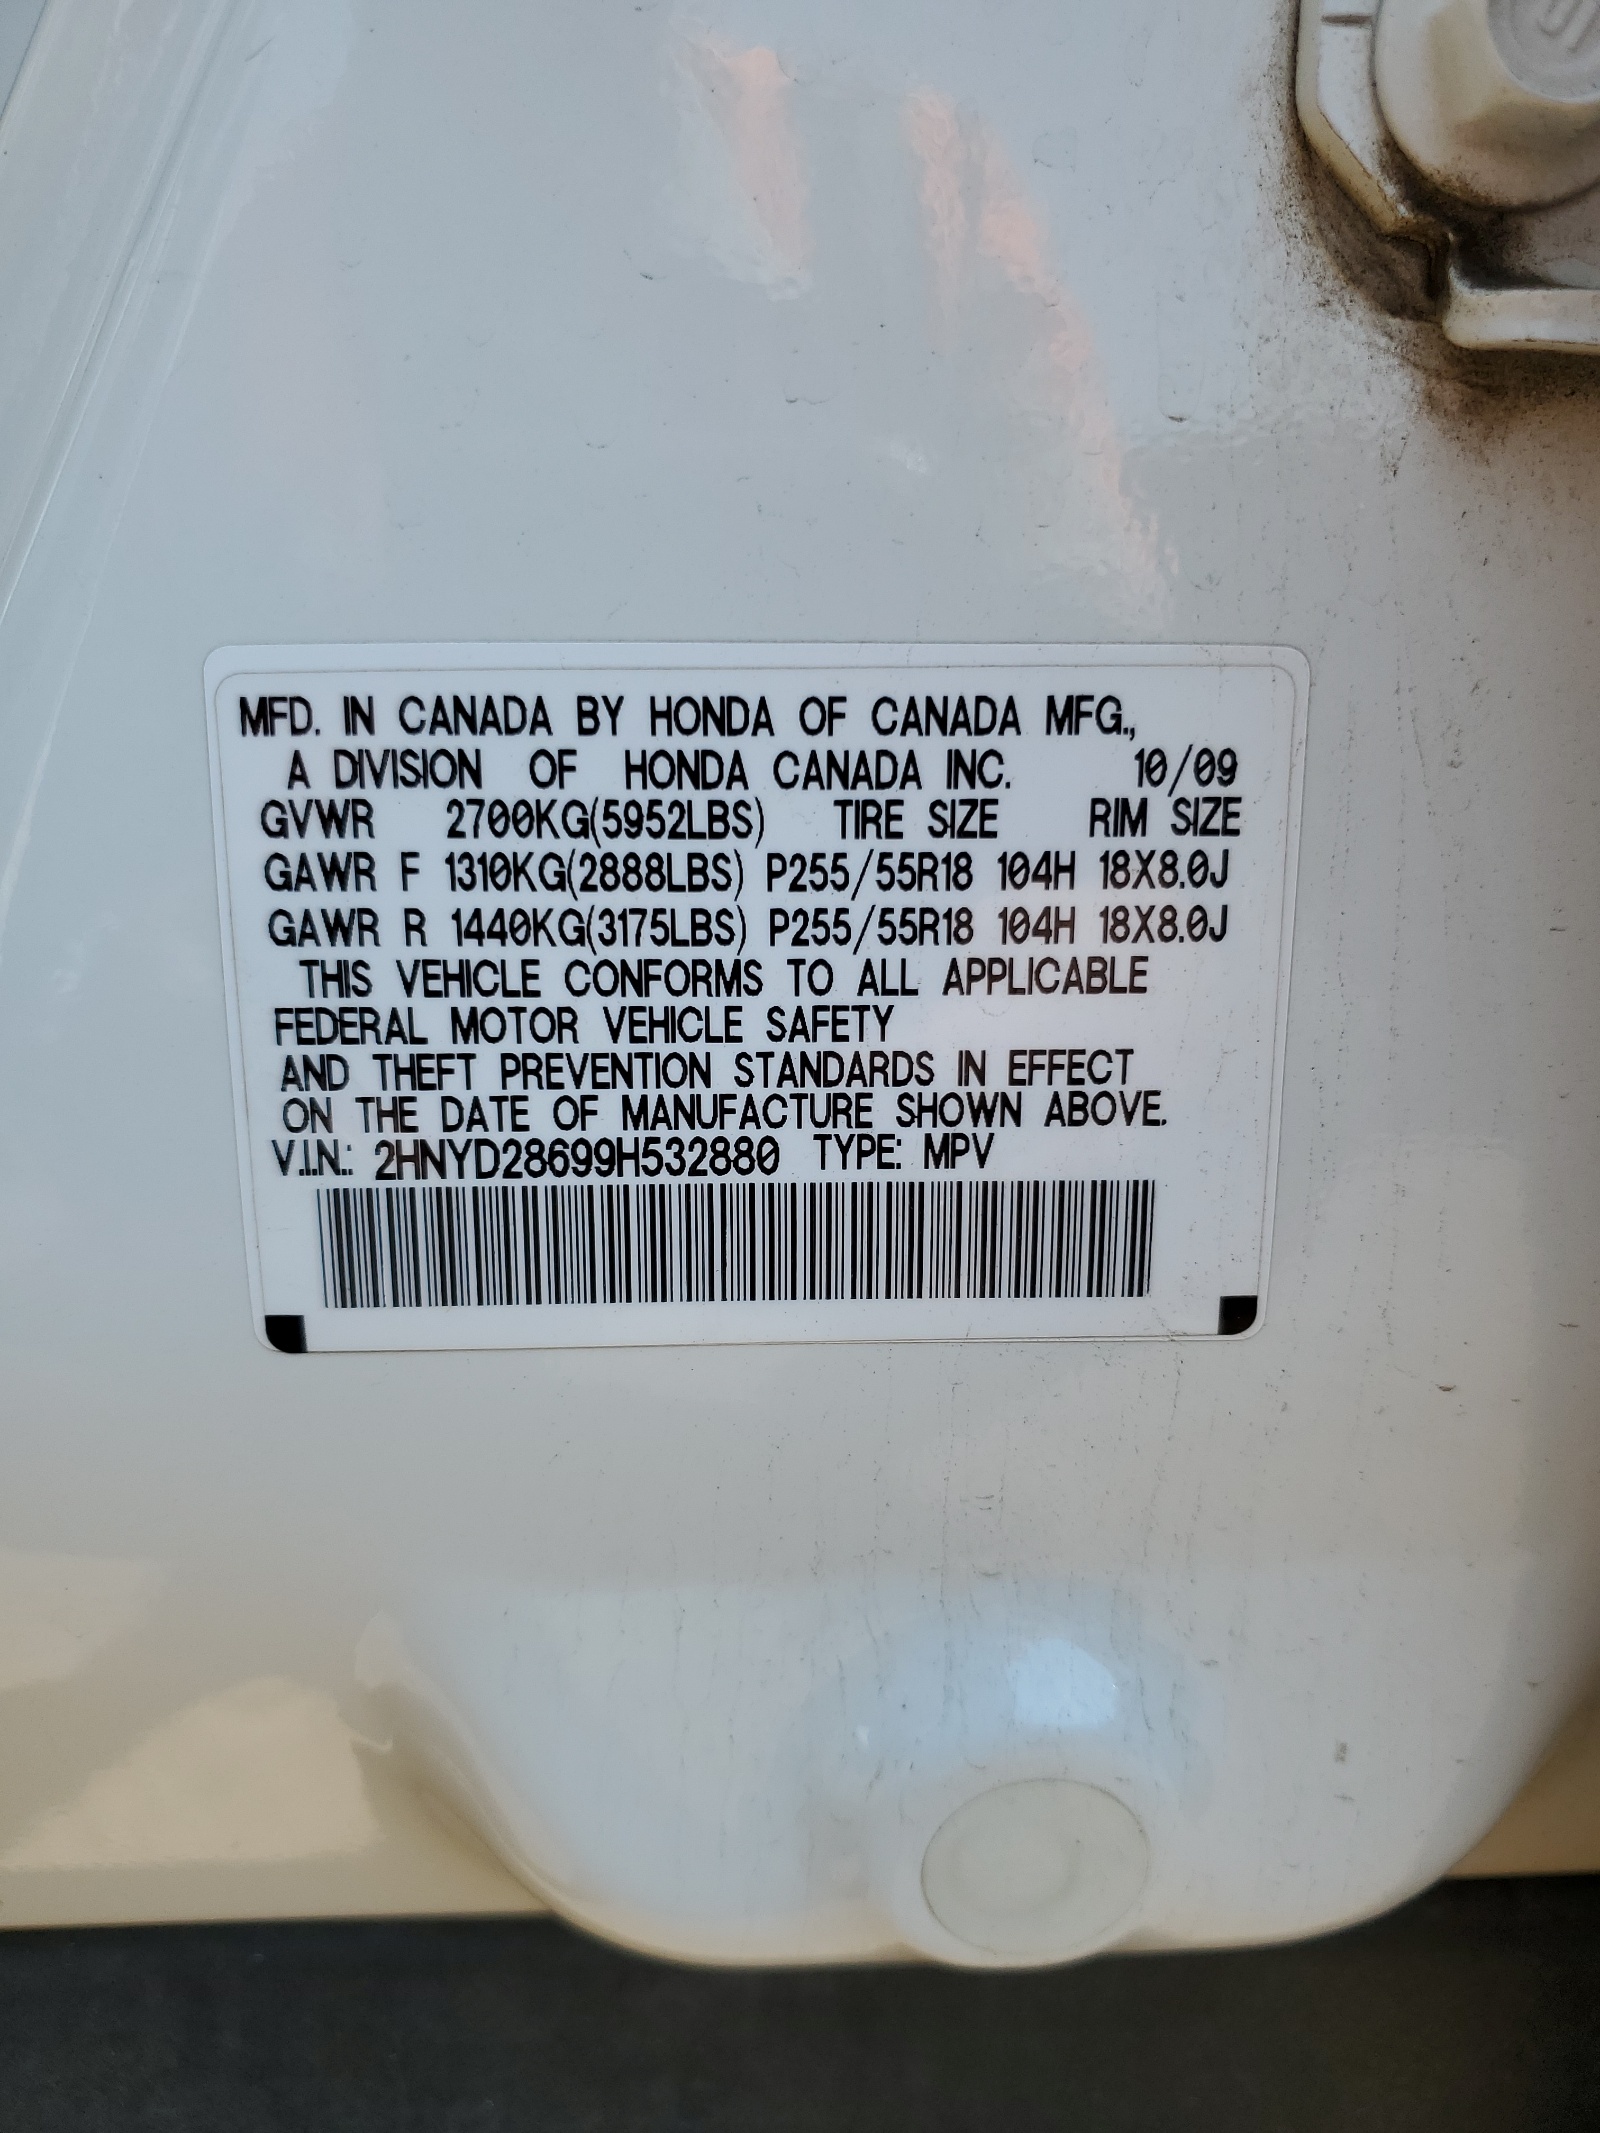 MFD. IN CANADA BY HONDA OF CANADA MFG.,
A DIVISION OF HONDA CANADA INC. 10/09
GVWR 2700KG(5952LBS) TIRE SIZE RIM SIZE
GAWR F 1310KG(2888LBS) P255/55R18 104H 18X8.0J
GAWR R 1440KG(3175LBS) P255/55R18 104H 18X8.0J
THIS VEHICLE CONFORMS TO ALL APPLICABLE
FEDERAL MOTOR VEHICLE SAFETY
AND THEFT PREVENTION STANDARDS IN EFFECT
ON THE DATE OF MANUFACTURE SHOWN ABOVE.
V.I.N.: 2HNYD28699H532880 TYPE: MPV